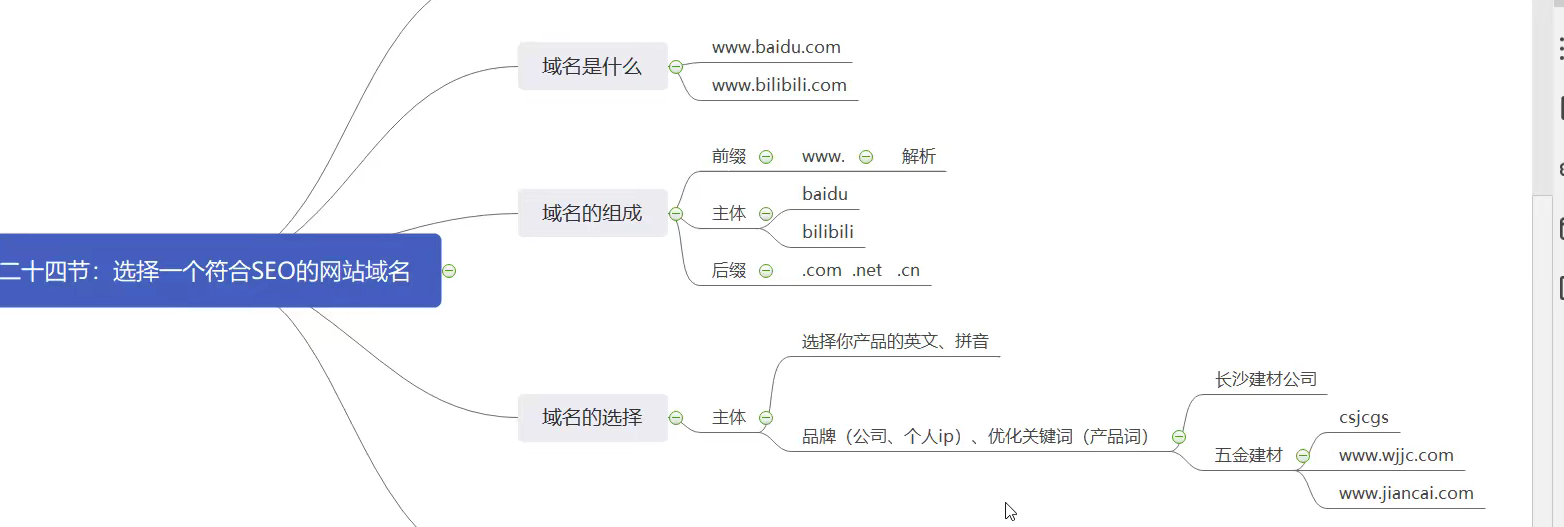 二十四节：选择一个符合SEO的网站域名
域名是什么
www.baidu.com
www.bilibili.com
域名的组成
前缀
www.
解析
主体
baidu
bilibili
后缀
.com .net .cn
域名的选择
主体
选择你产品的英文、拼音
品牌（公司、个人ip）、优化关键词（产品词）
长沙建材公司
五金建材
csjcgs
www.wjjc.com
www.jiancai.com